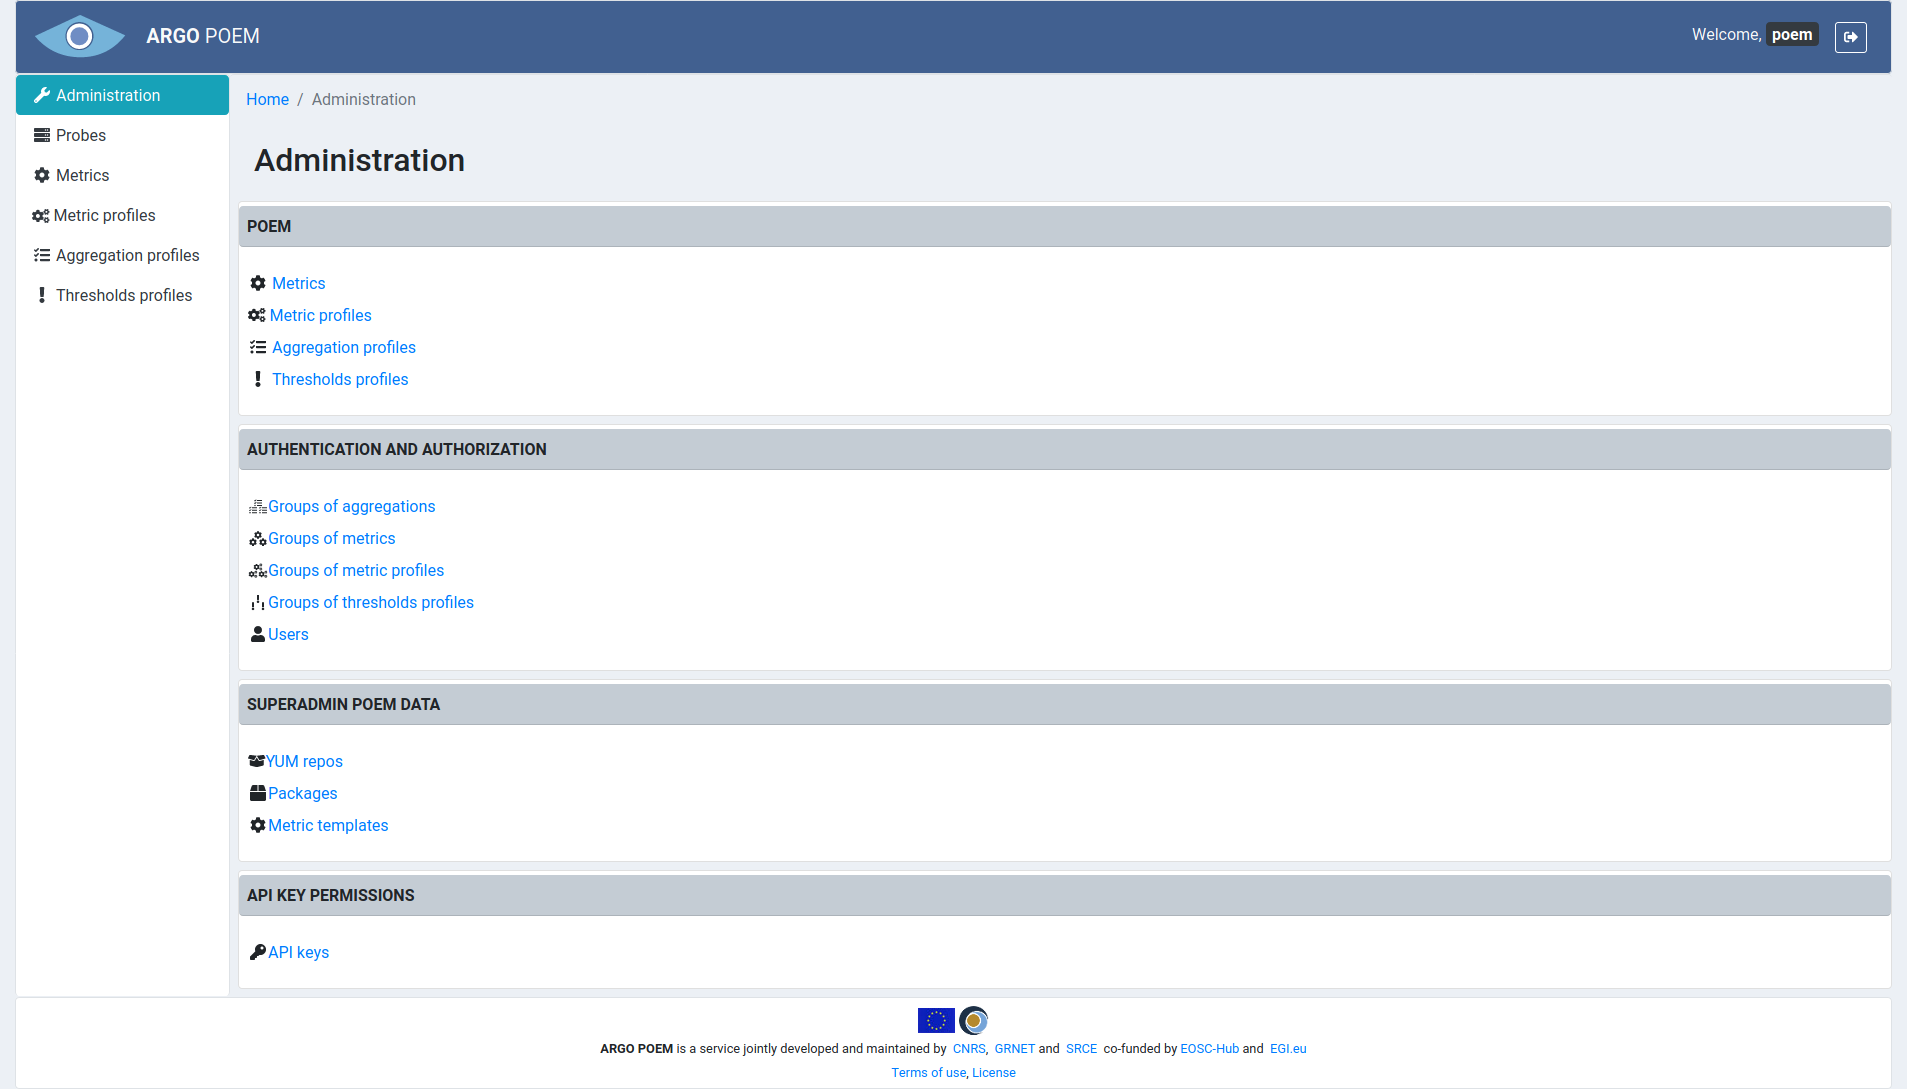 ARGO POEM
Welcome, poem
Administration
Probes
Metrics
Metric profiles
Aggregation profiles
Thresholds profiles
Home / Administration
Administration
POEM
Metrics
Metric profiles
Aggregation profiles
Thresholds profiles
AUTHENTICATION AND AUTHORIZATION
Groups of aggregations
Groups of metrics
Groups of metric profiles
Groups of thresholds profiles
Users
SUPERADMIN POEM DATA
YUM repos
Packages
Metric templates
API KEY PERMISSIONS
API keys
ARGO POEM is a service jointly developed and maintained by CNRS, GRNET and SRCE co-funded by EOSC-Hub and EGI.eu
Terms of use, License